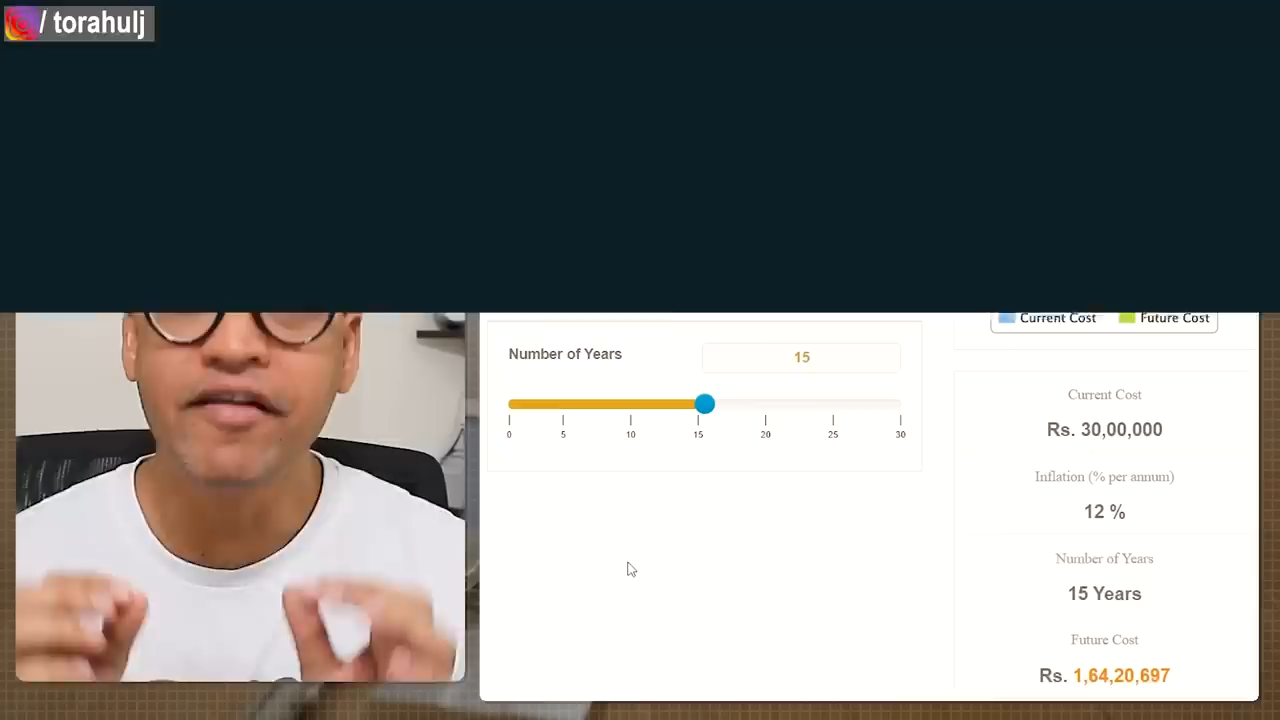 / torahulj
Current Cost
Future Cost
Number of Years
15
0
5
10
15
20
25
30
Current Cost
Rs. 30,00,000
Inflation (% per annum)
12 %
Number of Years
15 Years
Future Cost
Rs. 1,64,20,697